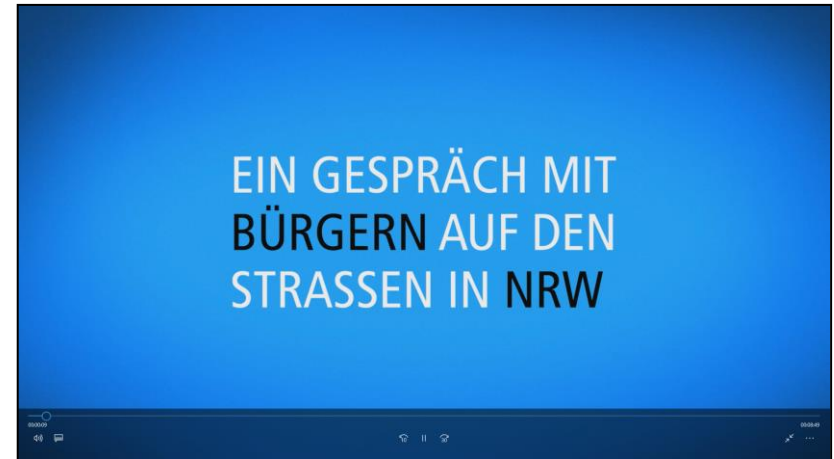 EIN GESPRÄCH MIT
BÜRGERN AUF DEN
STRASSEN IN NRW